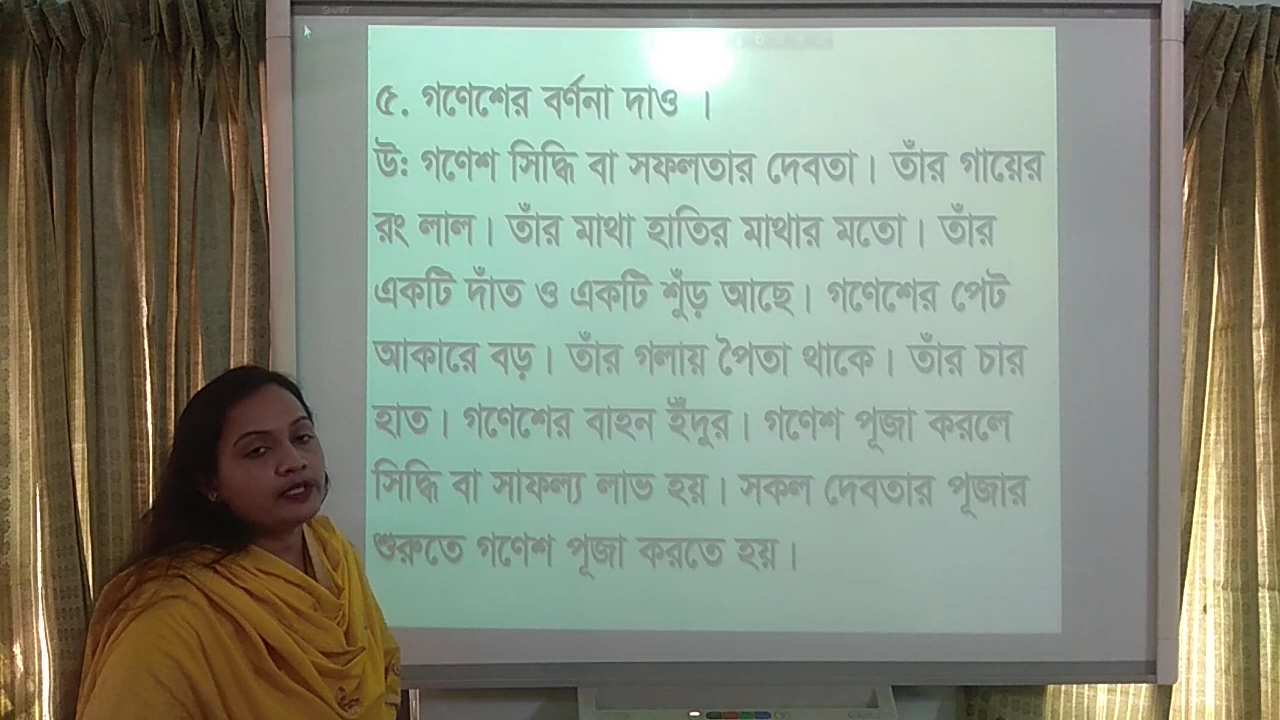 SMART
৫. গণেশের বর্ণনা দাও ।
উঃ গণেশ সিদ্ধি বা সফলতার দেবতা। তাঁর গায়ের
রং লাল। তাঁর মাথা হাতির মাথার মতো। তাঁর
একটি দাঁত ও একটি শুঁড় আছে। গণেশের পেট
আকারে বড়। তাঁর গলায় পৈতা থাকে। তাঁর চার
হাত। গণেশের বাহন ইঁদুর। গণেশ পূজা করলে
সিদ্ধি বা সাফল্য লাভ হয়। সকল দেবতার পূজার
শুরুতে গণেশ পূজা করতে হয়।